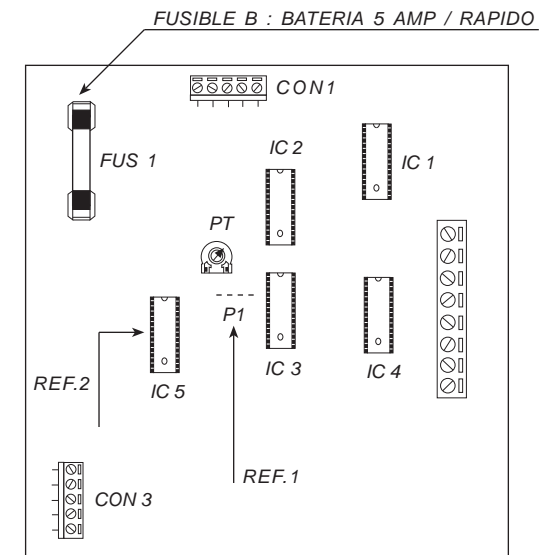 FUSIBLE B : BATERIA 5 AMP / RAPIDO
CON1
FUS 1
IC 2
IC 1
PT
P1
IC 3
IC 4
REF.2
IC 5
REF.1
CON 3